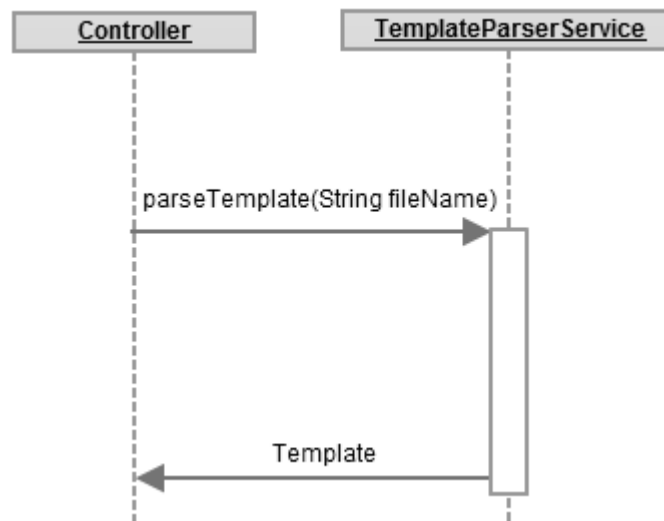 Controller
TemplateParserService
parseTemplate(String fileName)
Template